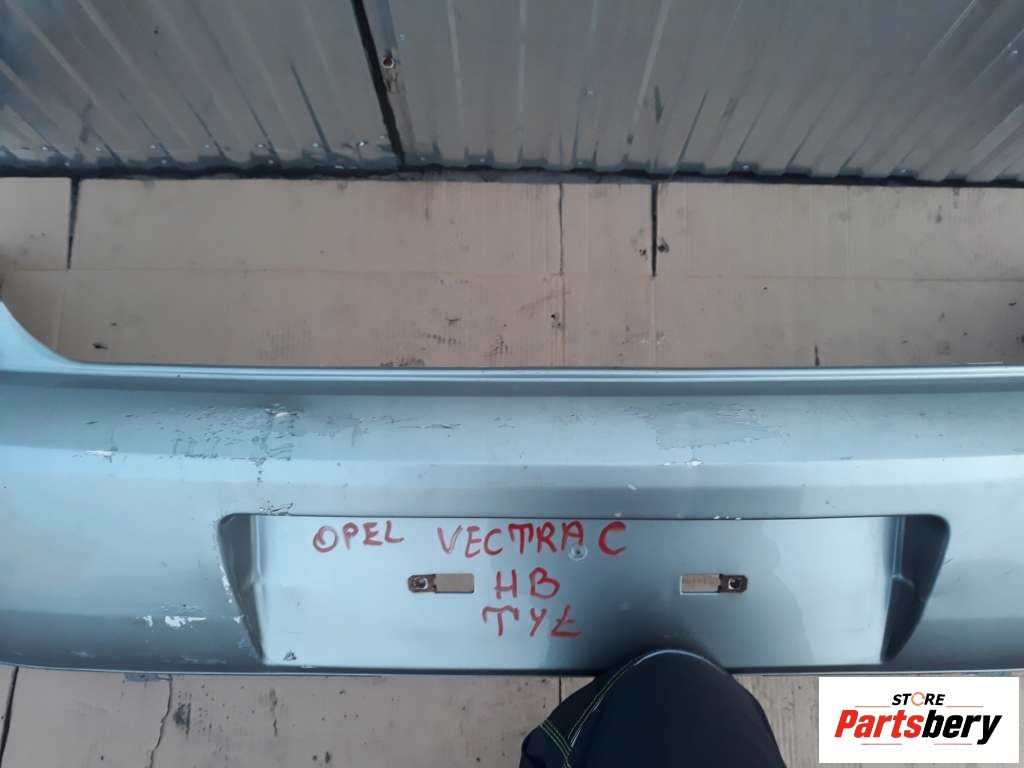 OPEL VECTRA C
HB
TYŁ
STORE
Partsbery